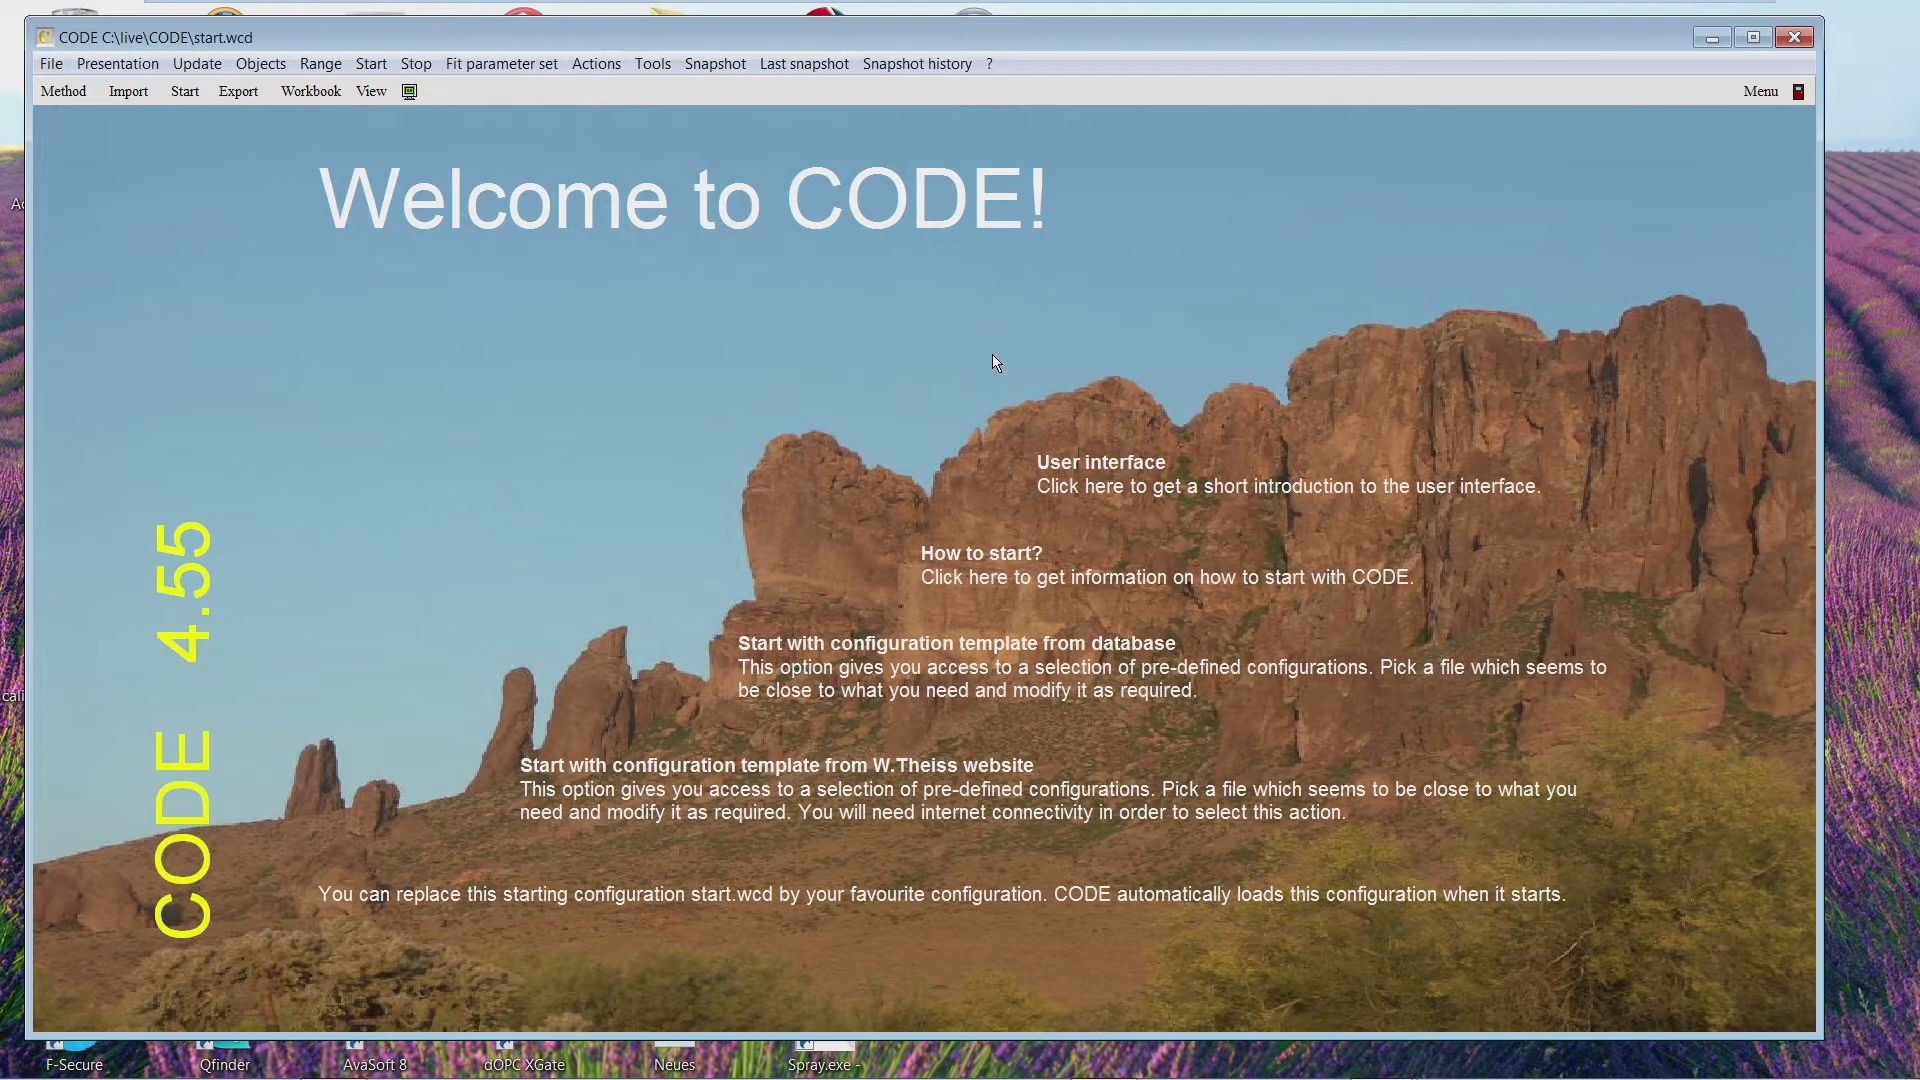 CODE C:\live\CODE\start.wcd
File Presentation Update Objects Range Start Stop Fit parameter set Actions Tools Snapshot Last snapshot Snapshot history ?
Method Import Start Export Workbook View Menu
Welcome to CODE!
User interface
Click here to get a short introduction to the user interface.
How to start?
Click here to get information on how to start with CODE.
Start with configuration template from database
This option gives you access to a selection of pre-defined configurations. Pick a file which seems to
be close to what you need and modify it as required.
Start with configuration template from W.Theiss website
This option gives you access to a selection of pre-defined configurations. Pick a file which seems to be close to what you
need and modify it as required. You will need internet connectivity in order to select this action.
You can replace this starting configuration start.wcd by your favourite configuration. CODE automatically loads this configuration when it starts.
CODE 4.55
F-Secure Qfinder AvaSoft 8 dOPC XGate Neues Spray.exe -